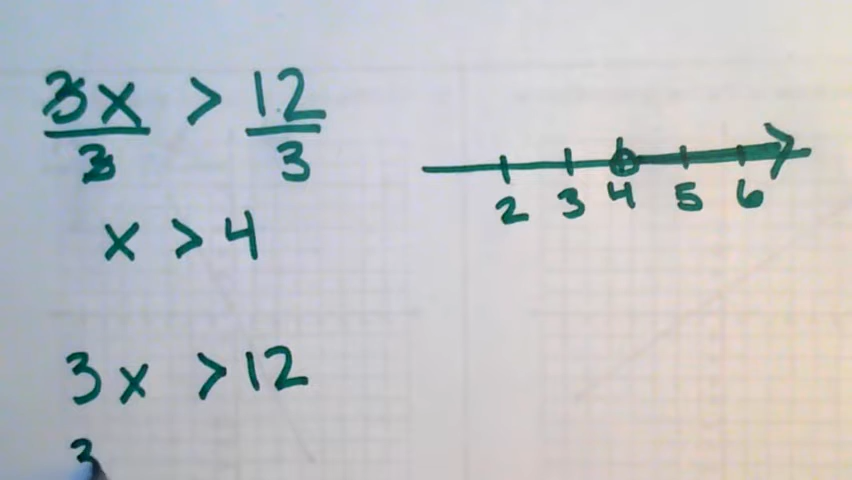 3x > 12
3 3
x > 4
2 3 4 5 6
3x > 12
3